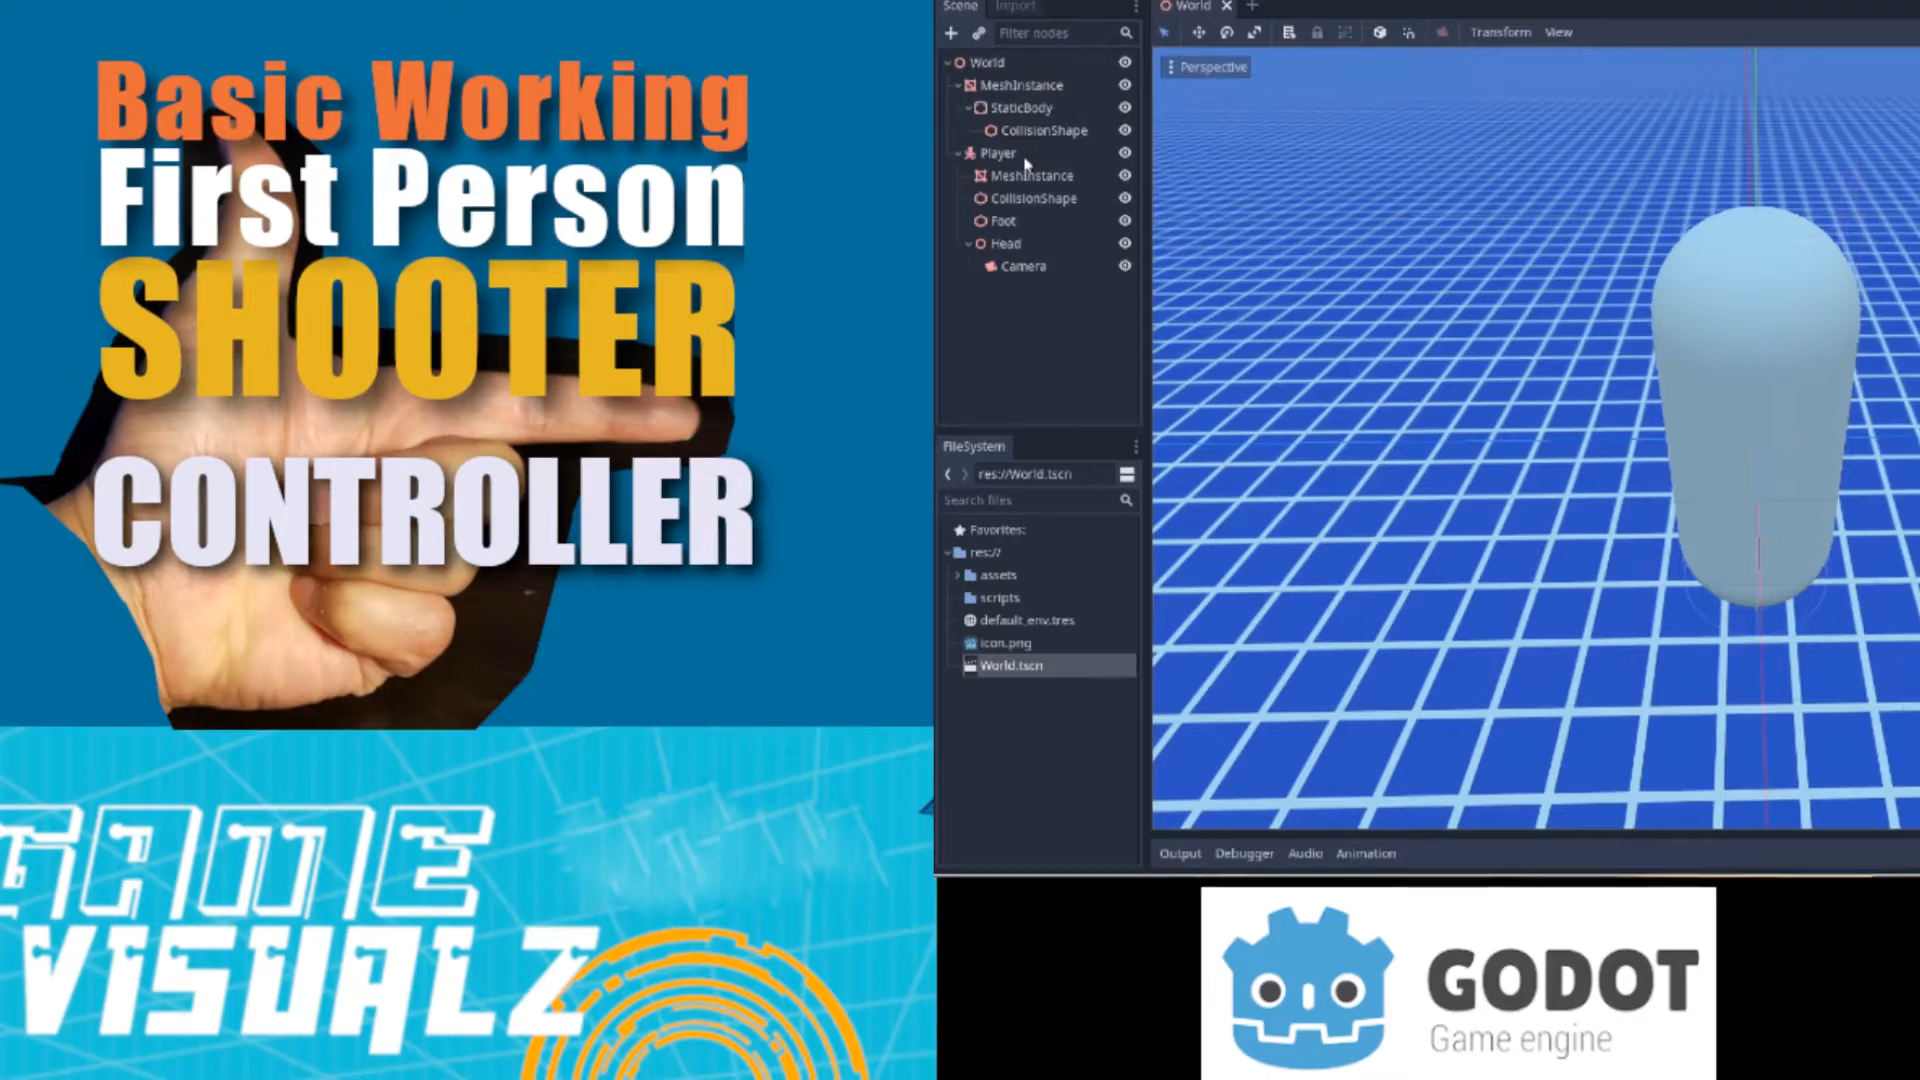 Basic Working
First Person
SHOOTER
CONTROLLER
GAME
VISUALZ
Scene
Import
Filter nodes
World
MeshInstance
StaticBody
CollisionShape
Player
MeshInstance
CollisionShape
Foot
Head
Camera
FileSystem
res://World.tscn
Search files
Favorites:
res://
assets
scripts
default_env.tres
icon.png
World.tscn
World
Transform View
Perspective
Output Debugger Audio Animation
GODOT
Game engine